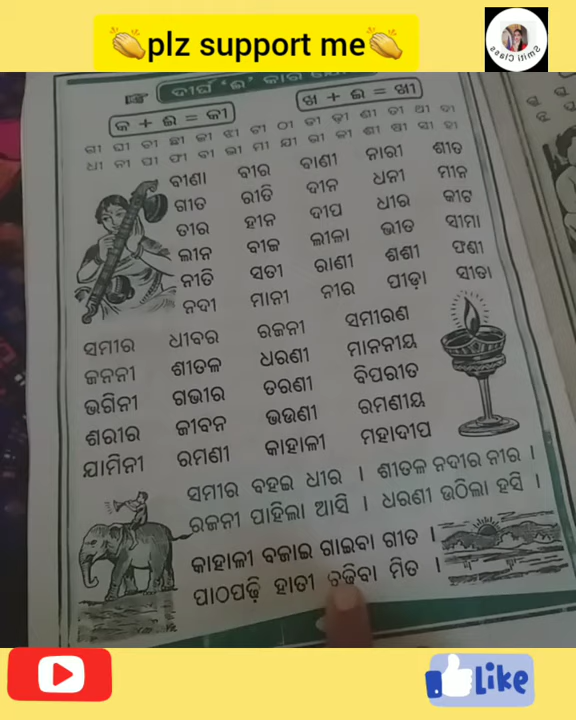 👏plz support me👏
Smiti Class
ଦୀର୍ଘ 'ଈ' କାର
କ + ଈ = କୀ
ଖ + ଈ = ଖୀ
ବୀଣା ବୀର ବାଣୀ ନାରୀ ଶୀତ
ଗୀତ ରୀତି ଦୀନ ଧନୀ ମୀନ
ତୀର ହୀନ ଦୀପ ଧୀର କୀଟ
ଲୀନ ବୀଜ ଲୀଳା ଭୀତ ସୀମା
ନୀତି ସତୀ ରାଣୀ ଶଶୀ ଫଣୀ
ନଦୀ ମାନୀ ନୀର ପୀଡ଼ା ସୀତା
ସମୀର ଧୀବର ରଜନୀ ସମୀରଣ
ଜନନୀ ଶୀତଳ ଧରଣୀ ମାନନୀୟ
ଭଗିନୀ ଗଭୀର ତରଣୀ ବିପରୀତ
ଶରୀର ଜୀବନ ଭଉଣୀ ରମଣୀୟ
ଯାମିନୀ ରମଣୀ କାହାଳୀ ମହାଦୀପ
ସମୀର ବହଇ ଧୀର । ଶୀତଳ ନଦୀର ନୀର ।
ରଜନୀ ପାହିଲା ଆସି । ଧରଣୀ ଉଠିଲା ହସି ।
କାହାଳୀ ବଜାଇ ଗାଇବା ଗୀତ ।
ପାଠପଢ଼ି ହାତୀ ଚଢ଼ିବା ମିତ ।
Like